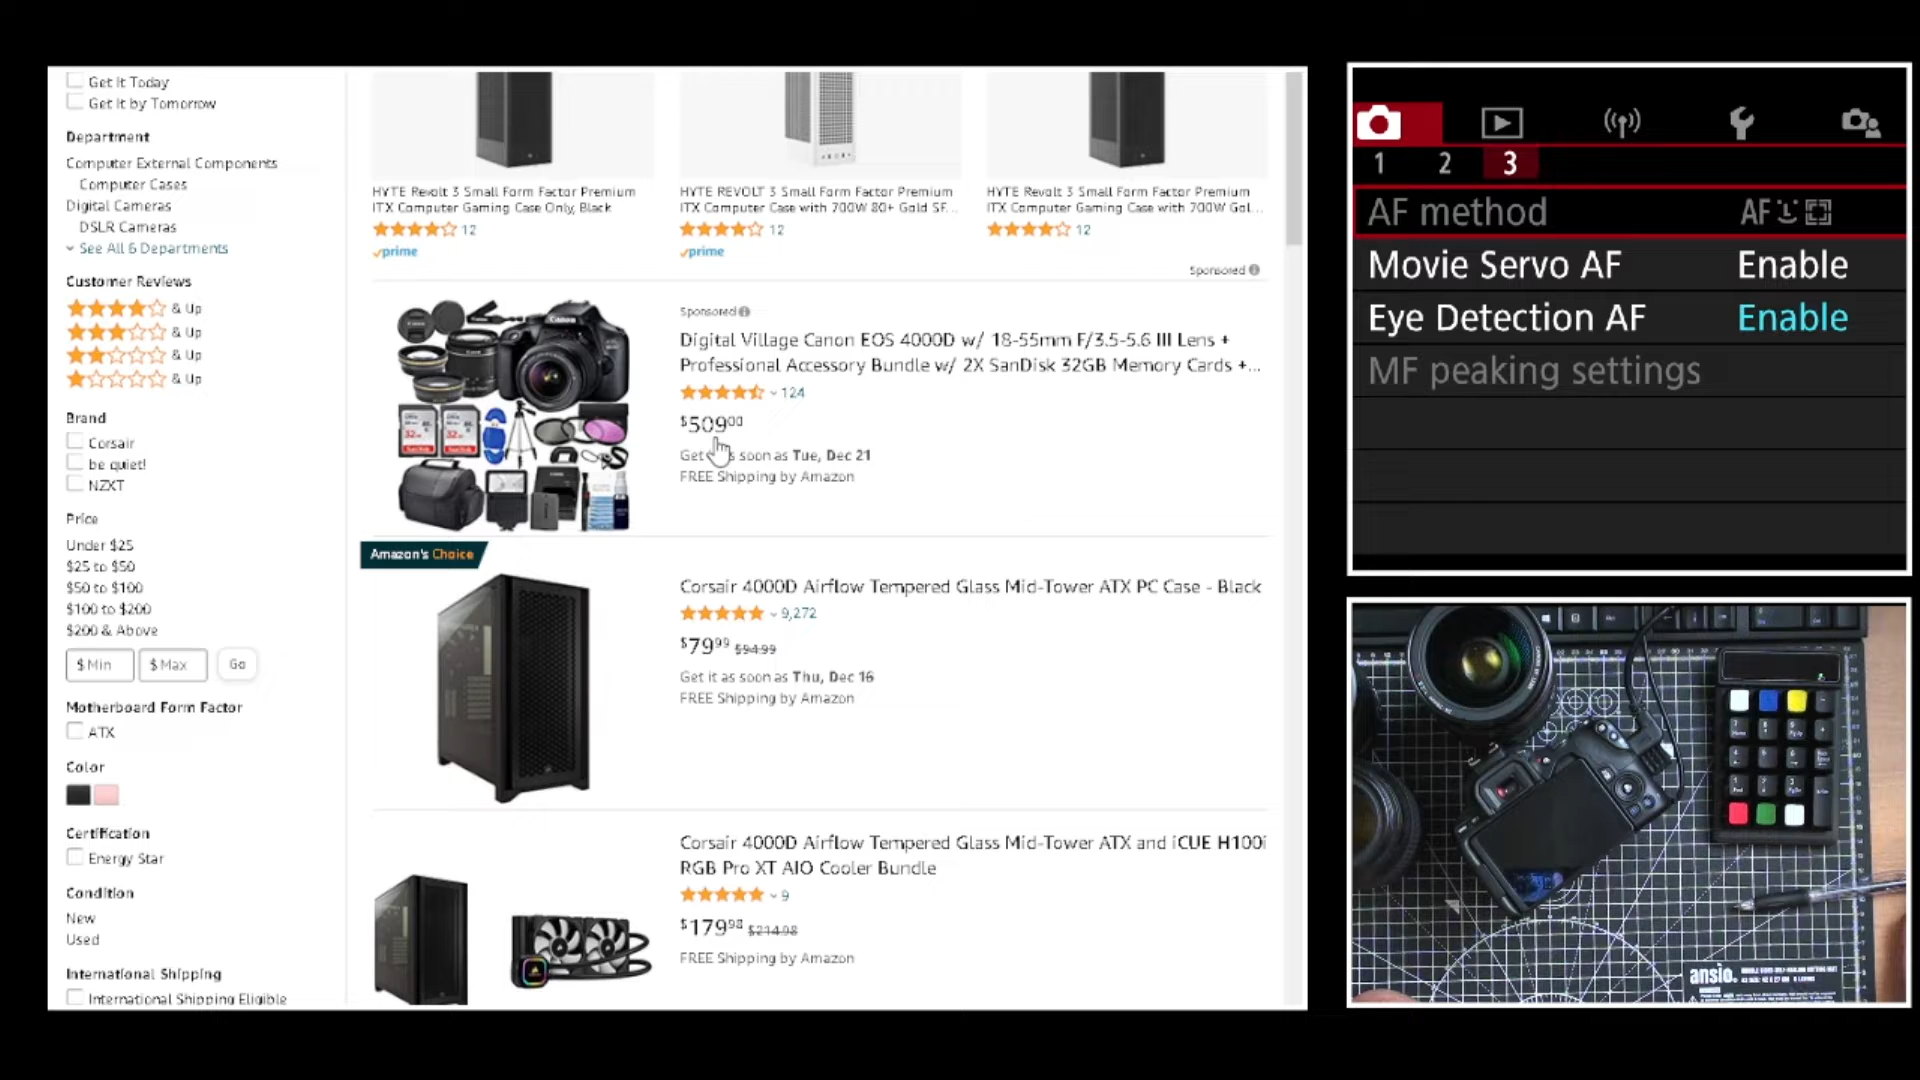 Get It Today
Get It by Tomorrow
Department
Computer External Components
Computer Cases
Digital Cameras
DSLR Cameras
See All 6 Departments
Customer Reviews
& Up
& Up
& Up
& Up
Brand
Corsair
be quiet!
NZXT
Price
Under $25
$25 to $50
$50 to $100
$100 to $200
$200 & Above
$ Min
$ Max
Go
Motherboard Form Factor
ATX
Color
Certification
Energy Star
Condition
New
Used
International Shipping
International Shipping Eligible
HYTE Revolt 3 Small Form Factor Premium
ITX Computer Gaming Case Only, Black
12
prime
HYTE REVOLT 3 Small Form Factor Premium
ITX Computer Case with 700W 80+ Gold SF...
12
prime
HYTE Revolt 3 Small Form Factor Premium
ITX Computer Gaming Case with 700W Gol...
12
Sponsored
Sponsored
Digital Village Canon EOS 4000D w/ 18-55mm F/3.5-5.6 III Lens +
Professional Accessory Bundle w/ 2X SanDisk 32GB Memory Cards +...
124
$50900
Get it as soon as Tue, Dec 21
FREE Shipping by Amazon
Amazon's Choice
Corsair 4000D Airflow Tempered Glass Mid-Tower ATX PC Case - Black
9,272
$7999 $94.99
Get it as soon as Thu, Dec 16
FREE Shipping by Amazon
Corsair 4000D Airflow Tempered Glass Mid-Tower ATX and iCUE H100i
RGB Pro XT AIO Cooler Bundle
9
$17998 $214.98
FREE Shipping by Amazon
1 2 3
AF method AF
Movie Servo AF Enable
Eye Detection AF Enable
MF peaking settings
ansio.